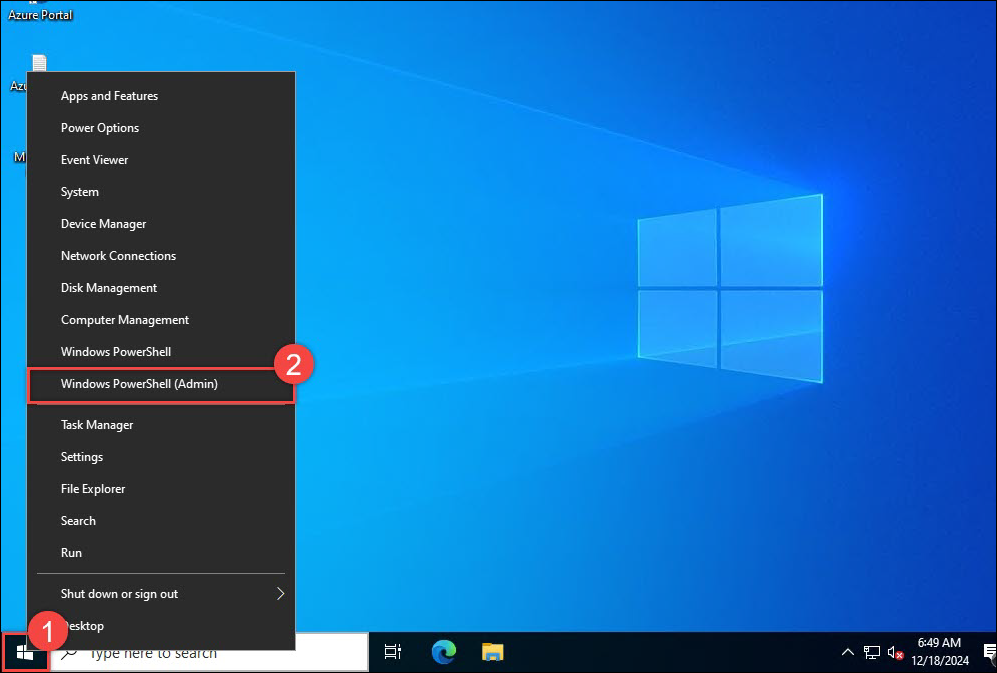 Azure Portal
Apps and Features
Power Options
Event Viewer
System
Device Manager
Network Connections
Disk Management
Computer Management
Windows PowerShell
2
Windows PowerShell (Admin)
Task Manager
Settings
File Explorer
Search
Run
Shut down or sign out
1
Desktop
Type here to search
6:49 AM
12/18/2024